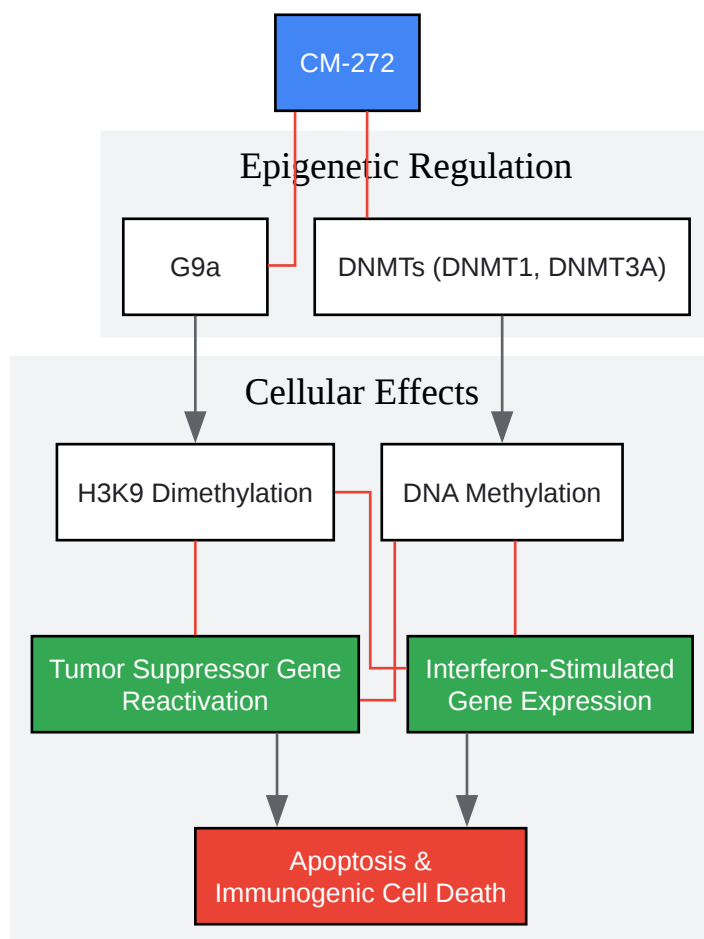 CM-272
Epigenetic Regulation
G9a
DNMTs (DNMT1, DNMT3A)
Cellular Effects
H3K9 Dimethylation
DNA Methylation
Tumor Suppressor Gene
Reactivation
Interferon-Stimulated
Gene Expression
Apoptosis &
Immunogenic Cell Death